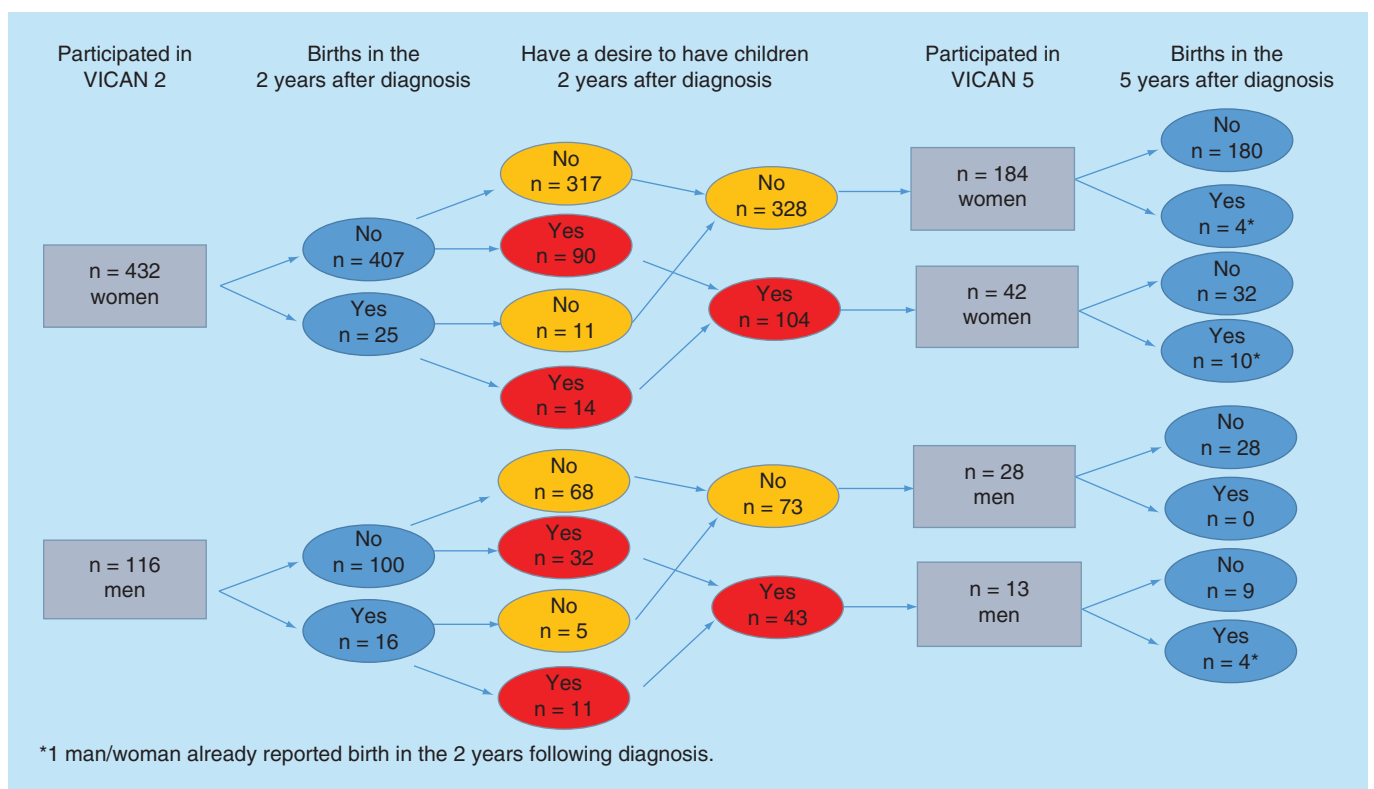 Participated in
VICAN 2
Births in the
2 years after diagnosis
Have a desire to have children
2 years after diagnosis
Participated in
VICAN 5
Births in the
5 years after diagnosis
n = 432
women
No
n = 407
Yes
n = 25
No
n = 317
Yes
n = 90
No
n = 11
Yes
n = 14
No
n = 328
Yes
n = 104
n = 184
women
n = 42
women
No
n = 180
Yes
n = 4*
No
n = 32
Yes
n = 10*
n = 116
men
No
n = 100
Yes
n = 16
No
n = 68
Yes
n = 32
No
n = 5
Yes
n = 11
No
n = 73
Yes
n = 43
n = 28
men
n = 13
men
No
n = 28
Yes
n = 0
No
n = 9
Yes
n = 4*
*1 man/woman already reported birth in the 2 years following diagnosis.